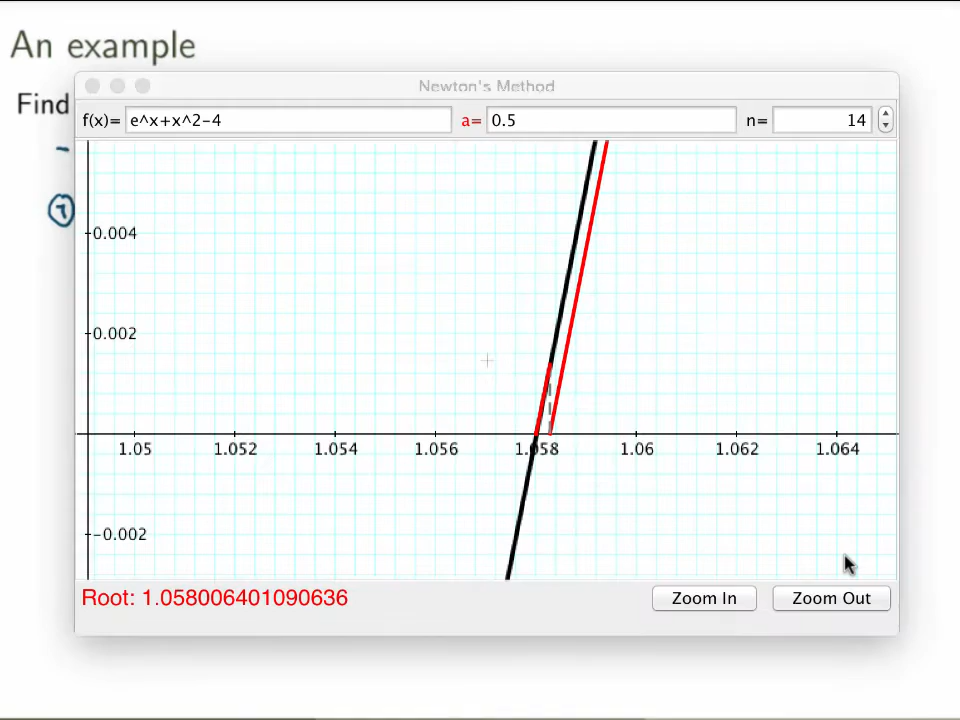 An example
Newton's Method
Find
f(x)= e^x+x^2-4 a= 0.5 n= 14
7
0.004
0.002
1.05 1.052 1.054 1.056 1.058 1.06 1.062 1.064
-0.002
Root: 1.058006401090636 Zoom In Zoom Out